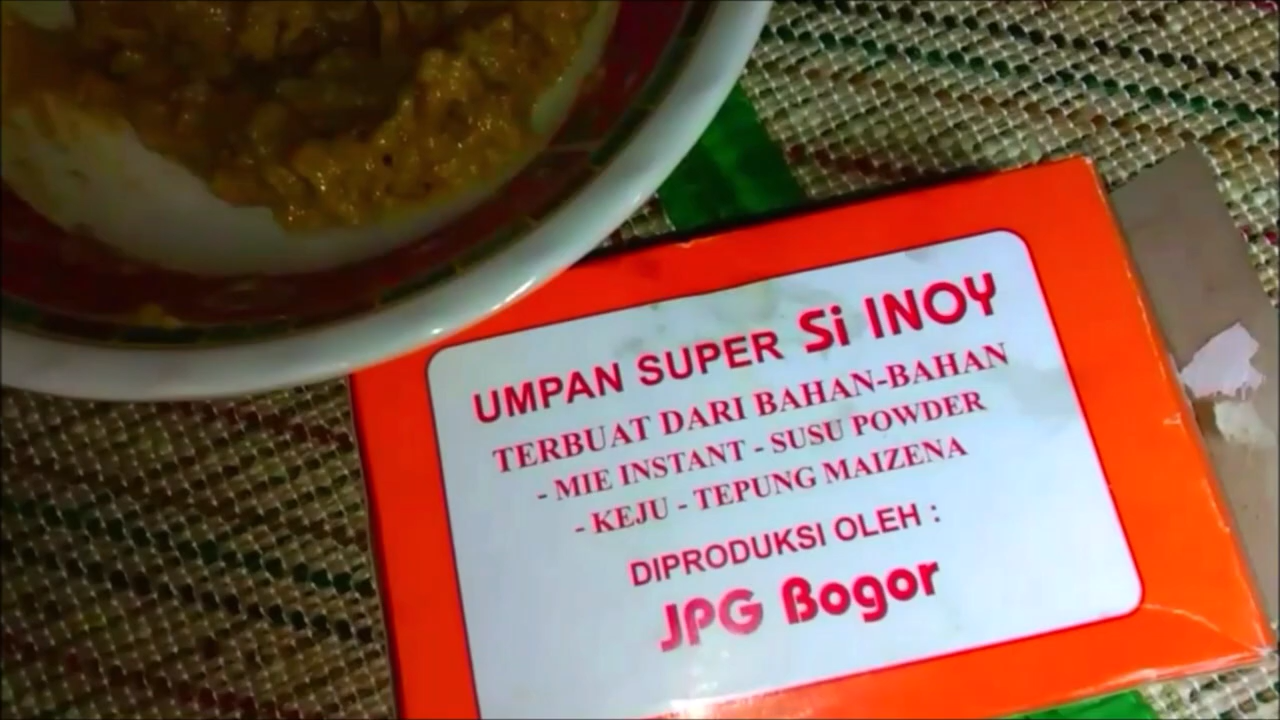 UMPAN SUPER Si INOY
TERBUAT DARI BAHAN-BAHAN
- MIE INSTANT - SUSU POWDER
- KEJU - TEPUNG MAIZENA
DIPRODUKSI OLEH :
JPG Bogor